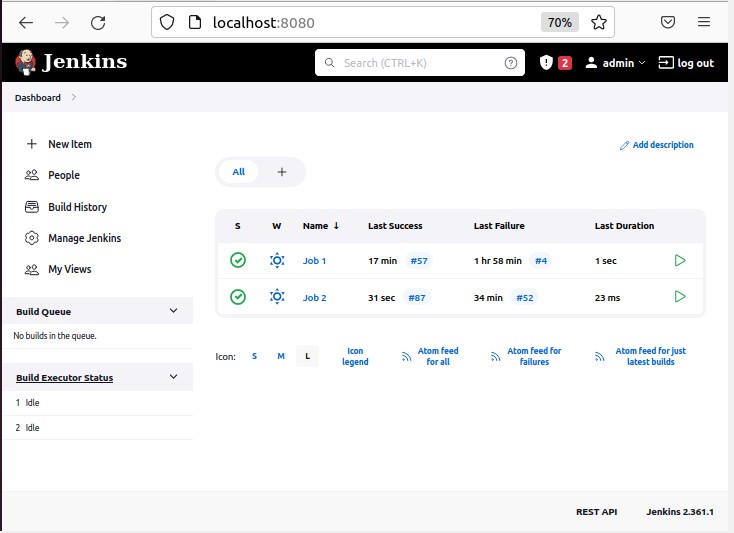 localhost:8080
70%
Jenkins
Search (CTRL+K)
2
admin
log out
Dashboard
New Item
People
Build History
Manage Jenkins
My Views
Build Queue
No builds in the queue.
Build Executor Status
1 Idle
2 Idle
Add description
All +
S W Name ↓ Last Success Last Failure Last Duration
Job 1 17 min #57 1 hr 58 min #4 1 sec
Job 2 31 sec #87 34 min #52 23 ms
Icon: S M L
Icon
legend
Atom feed
for all
Atom feed for
failures
Atom feed for just
latest builds
REST API
Jenkins 2.361.1